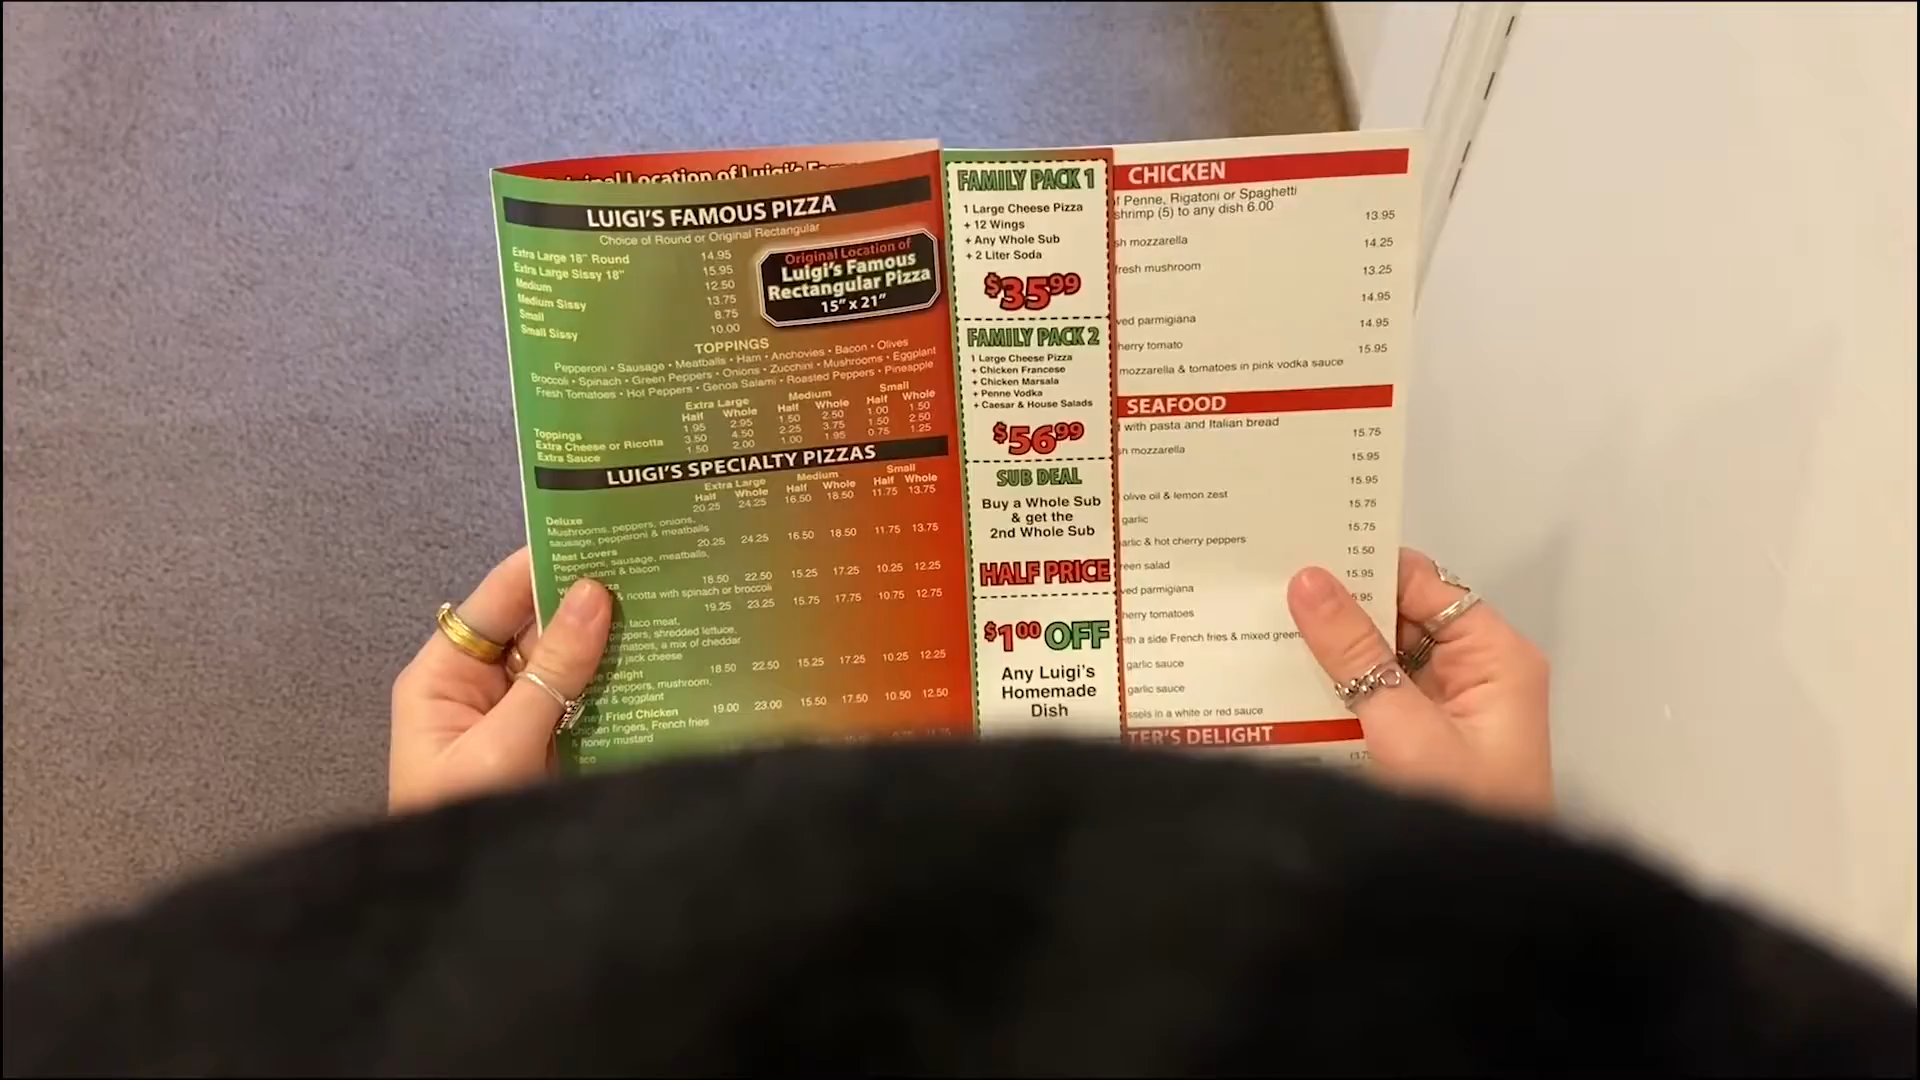 Original Location of Luigi's
LUIGI'S FAMOUS PIZZA
Choice of Round or Original Rectangular
Extra Large 18" Round 14.95
Extra Large Sissy 18" 15.95
Medium 12.50
Medium Sissy 13.75
Small 8.75
Small Sissy 10.00
Original Location of
Luigi's Famous
Rectangular Pizza
15" x 21"
TOPPINGS
Pepperoni • Sausage • Meatballs • Ham • Anchovies • Bacon • Olives
Broccoli • Spinach • Green Peppers • Onions • Zucchini • Mushrooms • Eggplant
Fresh Tomatoes • Hot Peppers • Genoa Salami • Roasted Peppers • Pineapple
Extra Large Medium Small
Half Whole Half Whole Half Whole
Toppings 1.95 2.95 1.50 2.50 1.00 1.50
Extra Cheese or Ricotta 3.50 4.50 2.25 3.75 1.50 2.50
Extra Sauce 1.50 2.00 1.00 1.95 0.75 1.25
LUIGI'S SPECIALTY PIZZAS
Extra Large Medium Small
Half Whole Half Whole Half Whole
Deluxe 20.25 24.25 16.50 18.50 11.75 13.75
Mushrooms, peppers, onions,
sausage, pepperoni & meatballs
Meat Lovers 20.25 24.25 16.50 18.50 11.75 13.75
Pepperoni, sausage, meatballs,
ham, salami & bacon
18.50 22.50 15.25 17.25 10.25 12.25
& ricotta with spinach or broccoli
19.25 23.25 15.75 17.75 10.75 12.75
taco meat,
peppers, shredded lettuce,
tomatoes, a mix of cheddar
jack cheese
Delight 18.50 22.50 15.25 17.25 10.25 12.25
peppers, mushroom,
& eggplant
Fried Chicken 19.00 23.00 15.50 17.50 10.50 12.50
Chicken fingers, French fries
& honey mustard
FAMILY PACK 1
1 Large Cheese Pizza
+ 12 Wings
+ Any Whole Sub
+ 2 Liter Soda
$35.99
FAMILY PACK 2
1 Large Cheese Pizza
+ Chicken Francese
+ Chicken Marsala
+ Penne Vodka
+ Caesar & House Salads
$56.99
SUB DEAL
Buy a Whole Sub
& get the
2nd Whole Sub
HALF PRICE
$1.00 OFF
Any Luigi's
Homemade
Dish
CHICKEN
f Penne, Rigatoni or Spaghetti
shrimp (5) to any dish 6.00
13.95
sh mozzarella 14.25
fresh mushroom 13.25
14.95
ved parmigiana 14.95
herry tomato 15.95
mozzarella & tomatoes in pink vodka sauce
SEAFOOD
with pasta and Italian bread
15.75
sh mozzarella 15.95
15.95
olive oil & lemon zest 15.75
garlic 15.75
arlic & hot cherry peppers 15.50
reen salad 15.95
ved parmigiana 5.95
herry tomatoes
th a side French fries & mixed green
garlic sauce
garlic sauce
ssels in a white or red sauce
TER'S DELIGHT